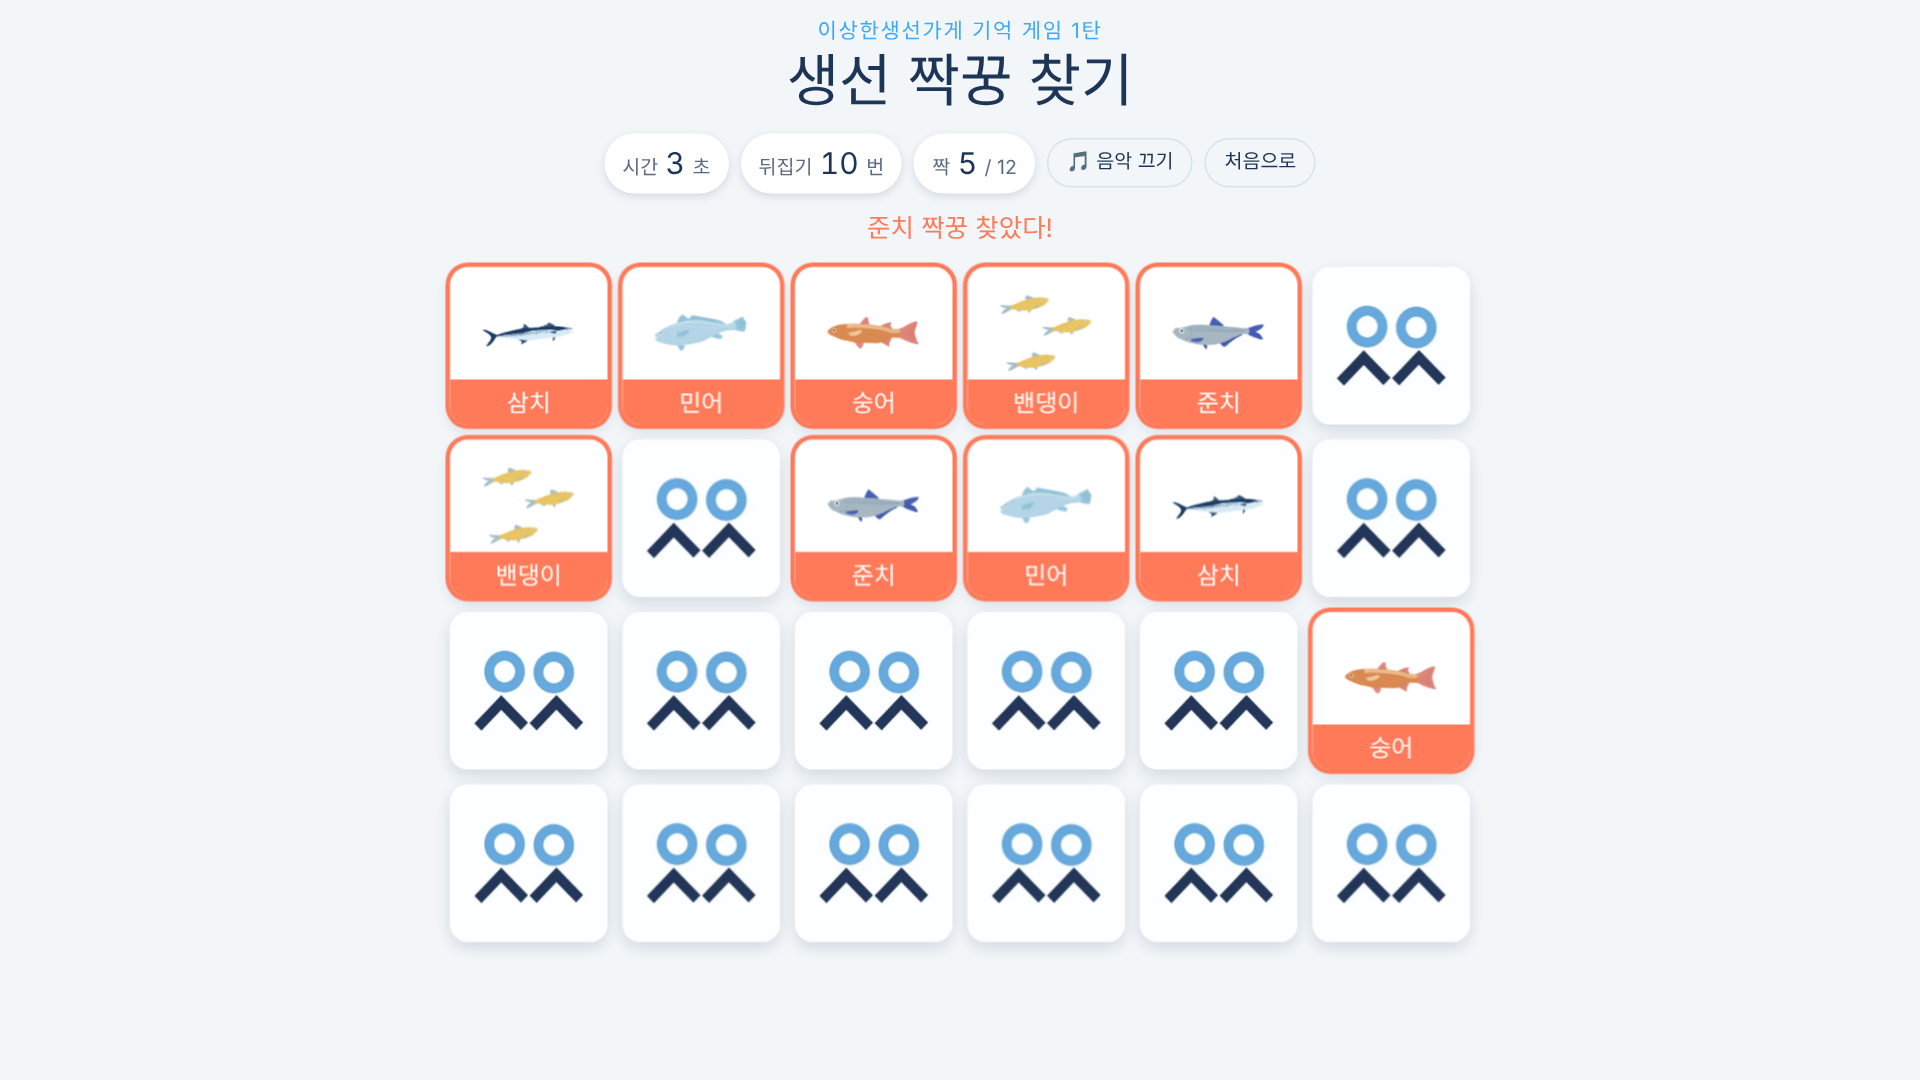 이상한생선가게 기억 게임 1탄
생선 짝꿍 찾기
시간 3 초 뒤집기 10 번 짝 5 / 12 🎵 음악 끄기 처음으로
준치 짝꿍 찾았다!
삼치 민어 숭어 밴댕이 준치
밴댕이 준치 민어 삼치
숭어